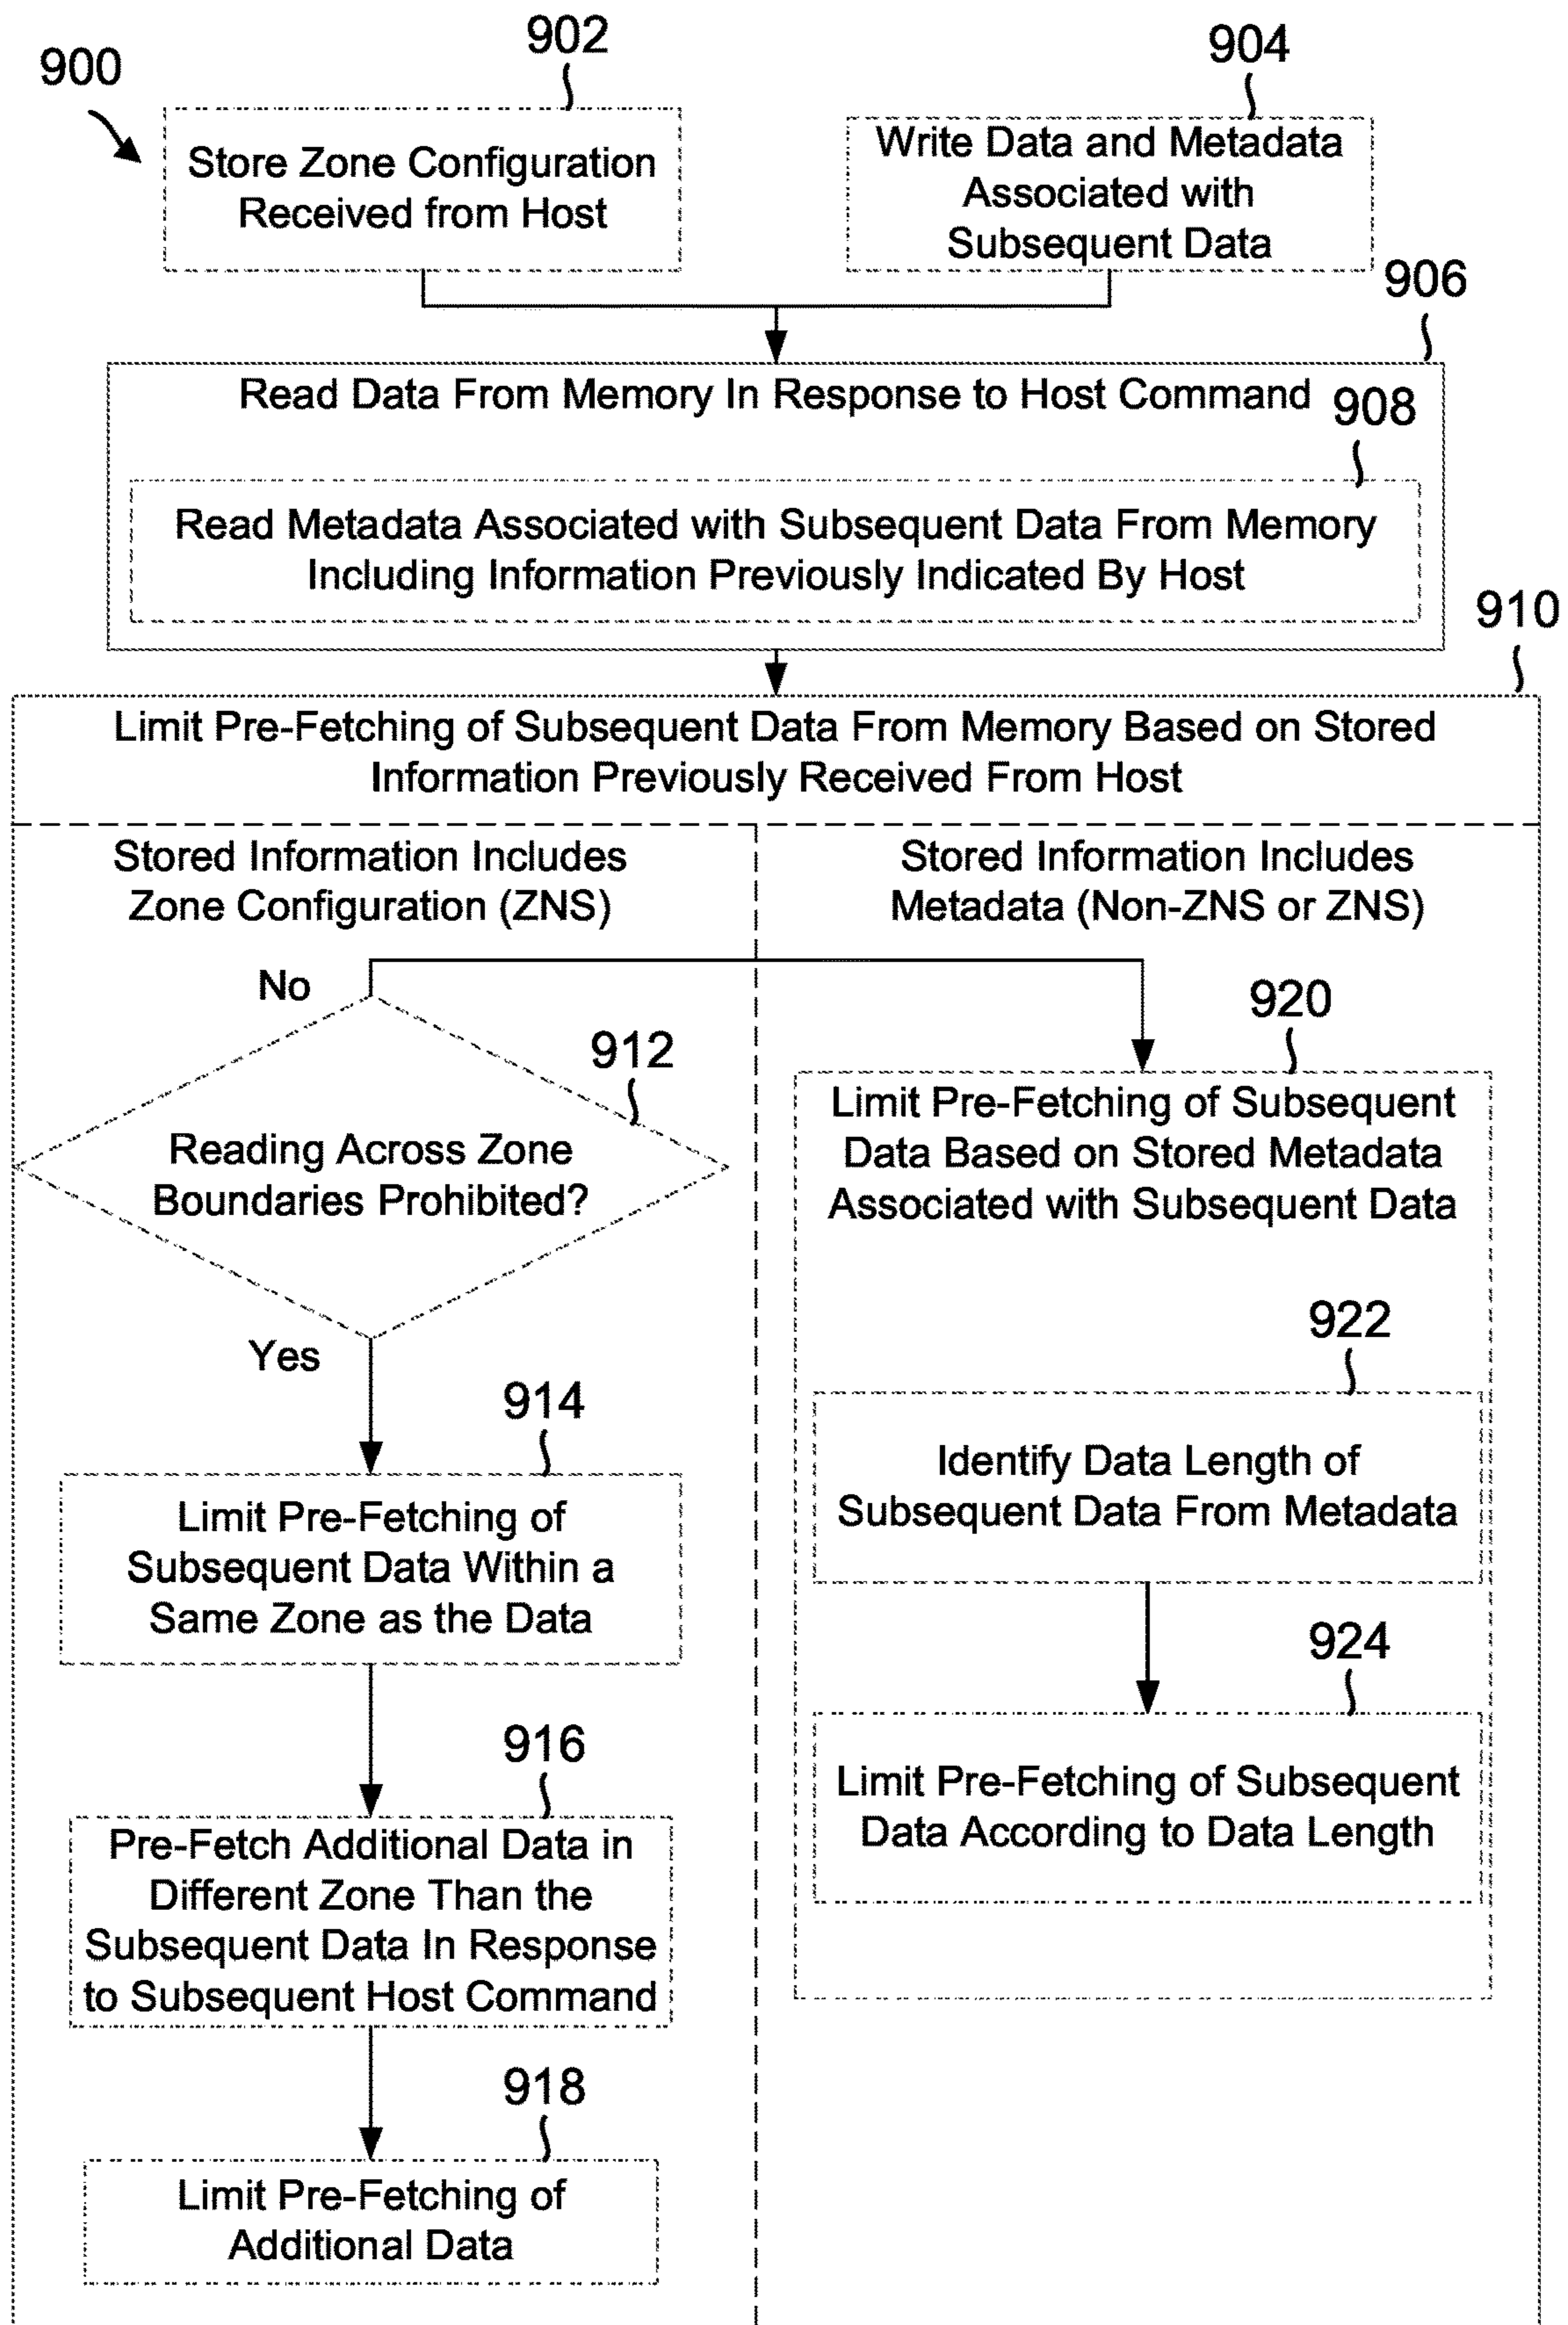 900
902
Store Zone Configuration
Received from Host
904
Write Data and Metadata
Associated with
Subsequent Data
906
Read Data From Memory In Response to Host Command
908
Read Metadata Associated with Subsequent Data From Memory
Including Information Previously Indicated By Host
910
Limit Pre-Fetching of Subsequent Data From Memory Based on Stored
Information Previously Received From Host
Stored Information Includes
Zone Configuration (ZNS)
No
912
Reading Across Zone
Boundaries Prohibited?
Yes
914
Limit Pre-Fetching of
Subsequent Data Within a
Same Zone as the Data
916
Pre-Fetch Additional Data in
Different Zone Than the
Subsequent Data In Response
to Subsequent Host Command
918
Limit Pre-Fetching of
Additional Data
Stored Information Includes
Metadata (Non-ZNS or ZNS)
920
Limit Pre-Fetching of Subsequent
Data Based on Stored Metadata
Associated with Subsequent Data
922
Identify Data Length of
Subsequent Data From Metadata
924
Limit Pre-Fetching of Subsequent
Data According to Data Length